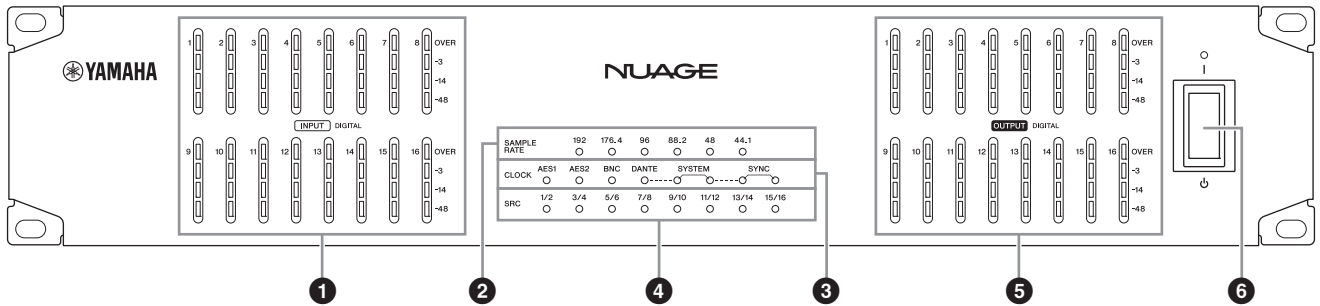 1 2 3 4 5 6 7 8 OVER
-3
-14
-48
YAMAHA
INPUT DIGITAL
9 10 11 12 13 14 15 16 OVER
-3
-14
-48
NUAGE
SAMPLE RATE 192 176.4 96 88.2 48 44.1
CLOCK AES1 AES2 BNC DANTE SYSTEM SYNC
SRC 1/2 3/4 5/6 7/8 9/10 11/12 13/14 15/16
1 2 3 4 5 6 7 8 OVER
-3
-14
-48
OUTPUT DIGITAL
9 10 11 12 13 14 15 16 OVER
-3
-14
-48
I
1 2 4 3 5 6